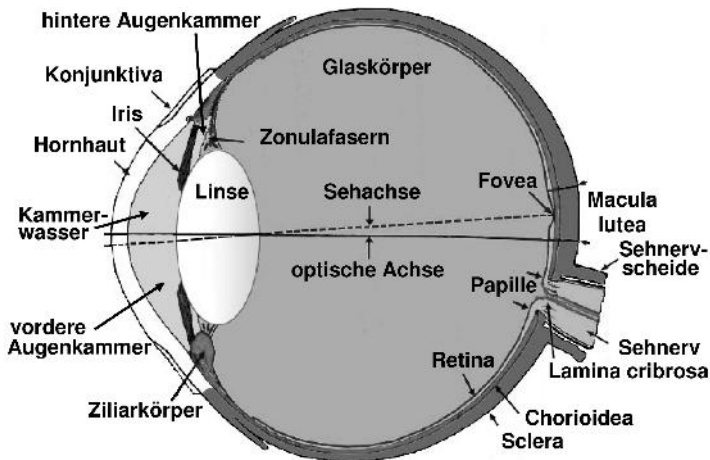 hintere Augenkammer
Glaskörper
Konjunktiva
Iris
Zonulafasern
Hornhaut
Linse
Sehachse
Fovea
Macula
lutea
Kammer-
wasser
Sehnerv-
scheide
optische Achse
Papille
vordere
Augenkammer
Sehnerv
Retina
Lamina cribrosa
Ziliarkörper
Chorioidea
Sclera